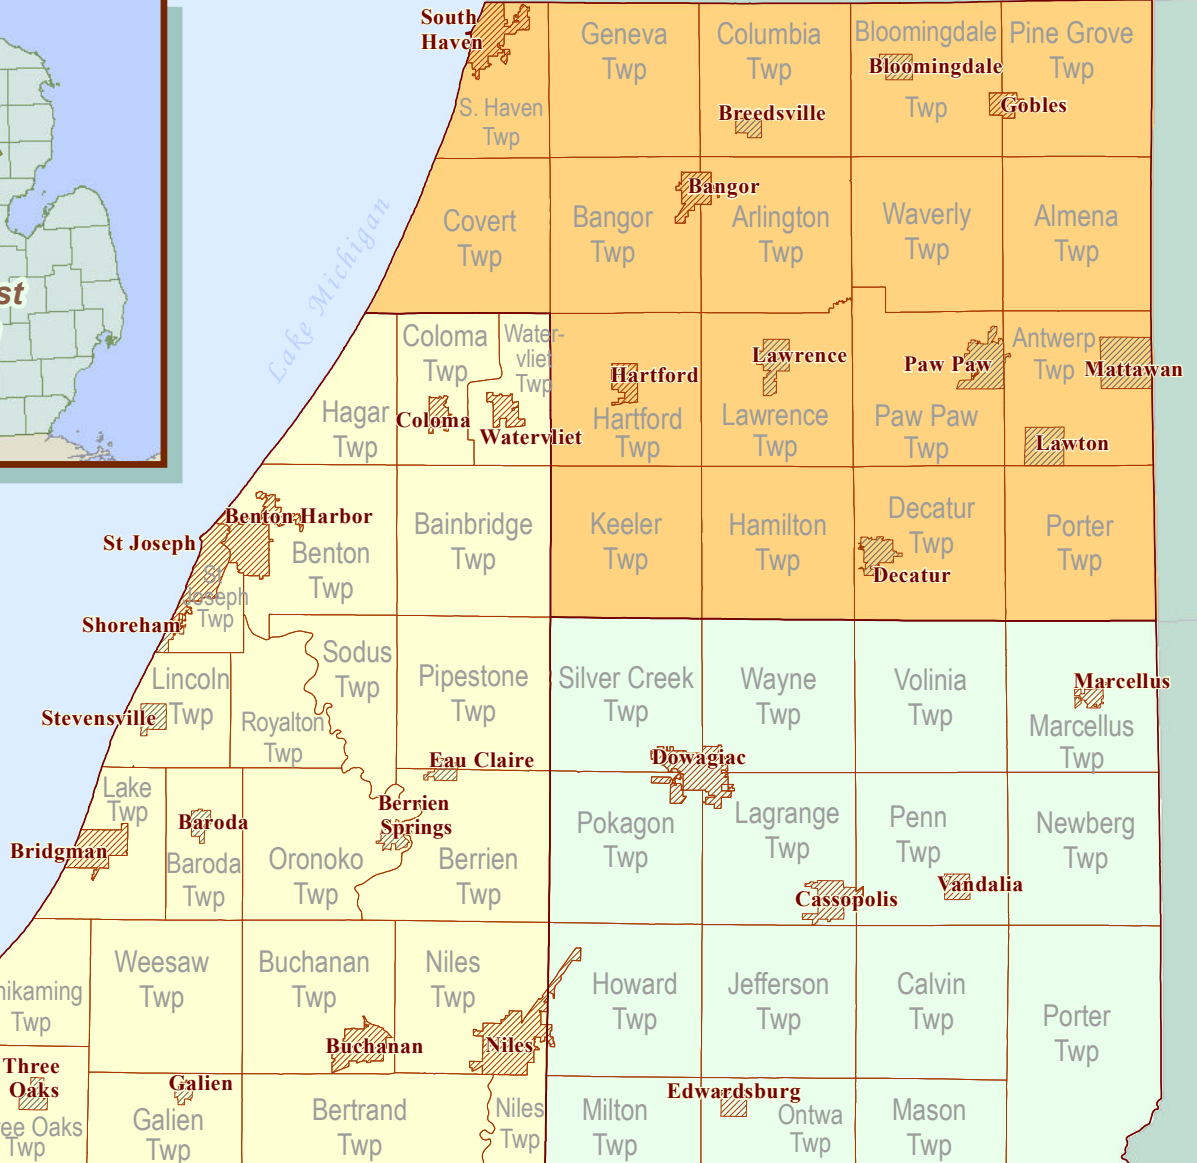 South
Haven
Geneva
Twp
Columbia
Twp
Bloomingdale
Bloomingdale
Twp
Pine Grove
Twp
Gobles
S. Haven
Twp
Breedsville
Lake Michigan
Covert
Twp
Bangor
Twp
Bangor
Arlington
Twp
Waverly
Twp
Almena
Twp
st
Coloma
Twp
Water-
vliet
Twp
Hartford
Hartford
Twp
Lawrence
Lawrence
Twp
Paw Paw
Paw Paw
Twp
Antwerp
Twp
Mattawan
Lawton
Hagar
Twp
Coloma
Watervliet
Benton Harbor
St Joseph
Benton
Twp
Bainbridge
Twp
Keeler
Twp
Hamilton
Twp
Decatur
Twp
Decatur
Porter
Twp
St
Joseph
Twp
Shoreham
Lincoln
Twp
Stevensville
Royalton
Twp
Sodus
Twp
Pipestone
Twp
Eau Claire
Silver Creek
Twp
Wayne
Twp
Volinia
Twp
Marcellus
Marcellus
Twp
Dowagiac
Lake
Twp
Bridgman
Baroda
Baroda
Twp
Oronoko
Twp
Berrien
Springs
Berrien
Twp
Pokagon
Twp
Lagrange
Twp
Penn
Twp
Newberg
Twp
Cassopolis
Vandalia
hikaming
Twp
Weesaw
Twp
Buchanan
Twp
Niles
Twp
Howard
Twp
Jefferson
Twp
Calvin
Twp
Porter
Twp
Buchanan
Niles
Three
Oaks
ee Oaks
Twp
Galien
Galien
Twp
Bertrand
Twp
Niles
Twp
Milton
Twp
Edwardsburg
Ontwa
Twp
Mason
Twp